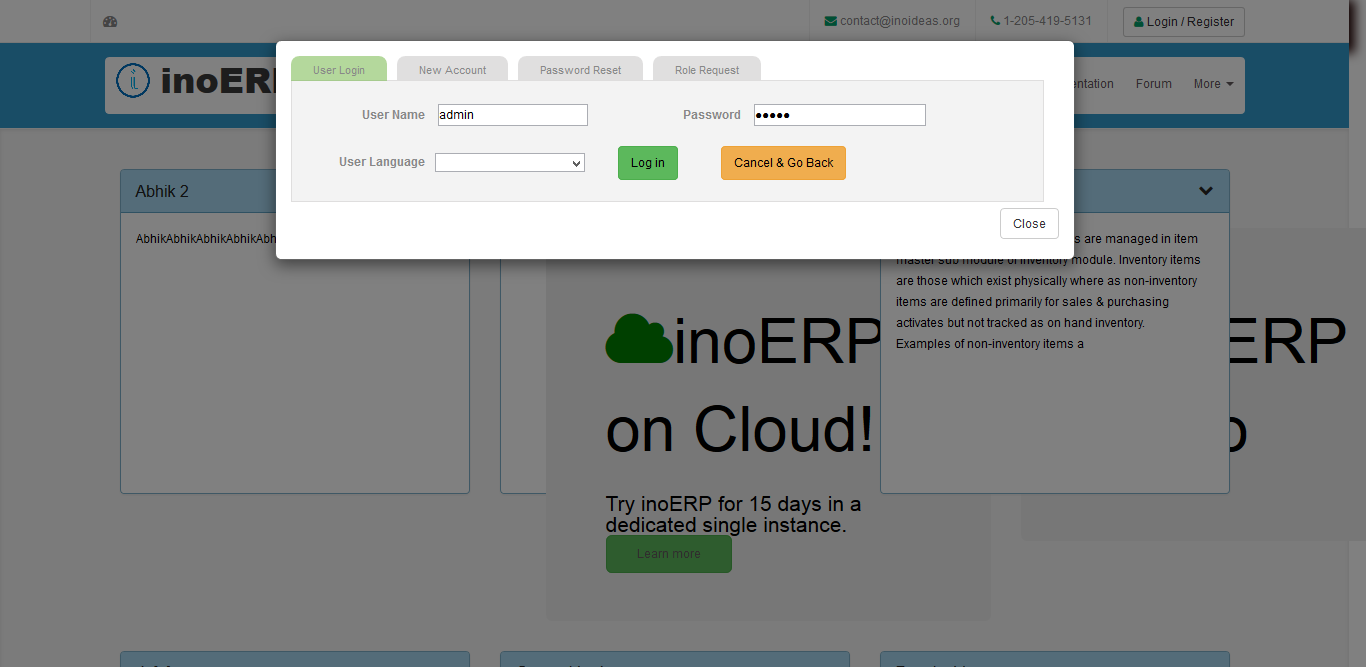 contact@inoideas.org
1-205-419-5131
Login / Register
User Login
New Account
Password Reset
Role Request
inoERP
Forum
More
User Name
admin
Password
•••••
User Language
Log in
Cancel & Go Back
Close
Abhik 2
AbhikAbhikAbhikAbhikAbh
s are managed in item
master sub module of inventory module. Inventory items
are those which exist physically where as non-inventory
items are defined primarily for sales & purchasing
activates but not tracked as on hand inventory.
Examples of non-inventory items a
inoERP
on Cloud!
Try inoERP for 15 days in a
dedicated single instance.
Learn more
ERP